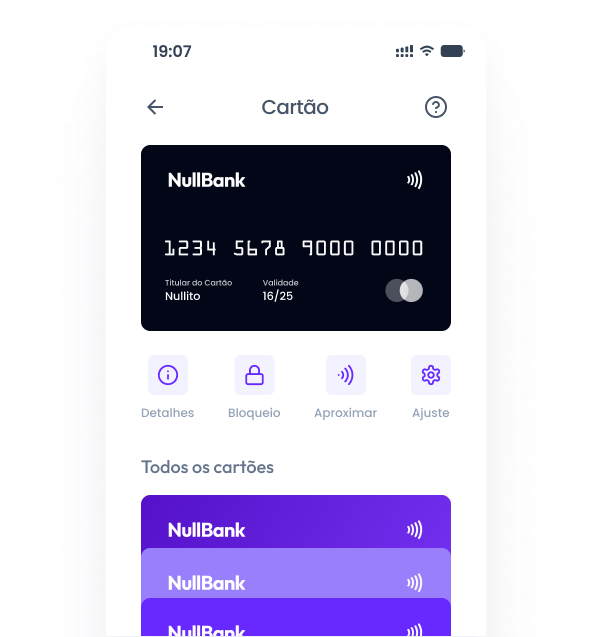 19:07
Cartão
NullBank
1234 5678 9000 0000
Titular do Cartão Validade
Nullito 16/25
Detalhes Bloqueio Aproximar Ajuste
Todos os cartões
NullBank
NullBank
NullBank